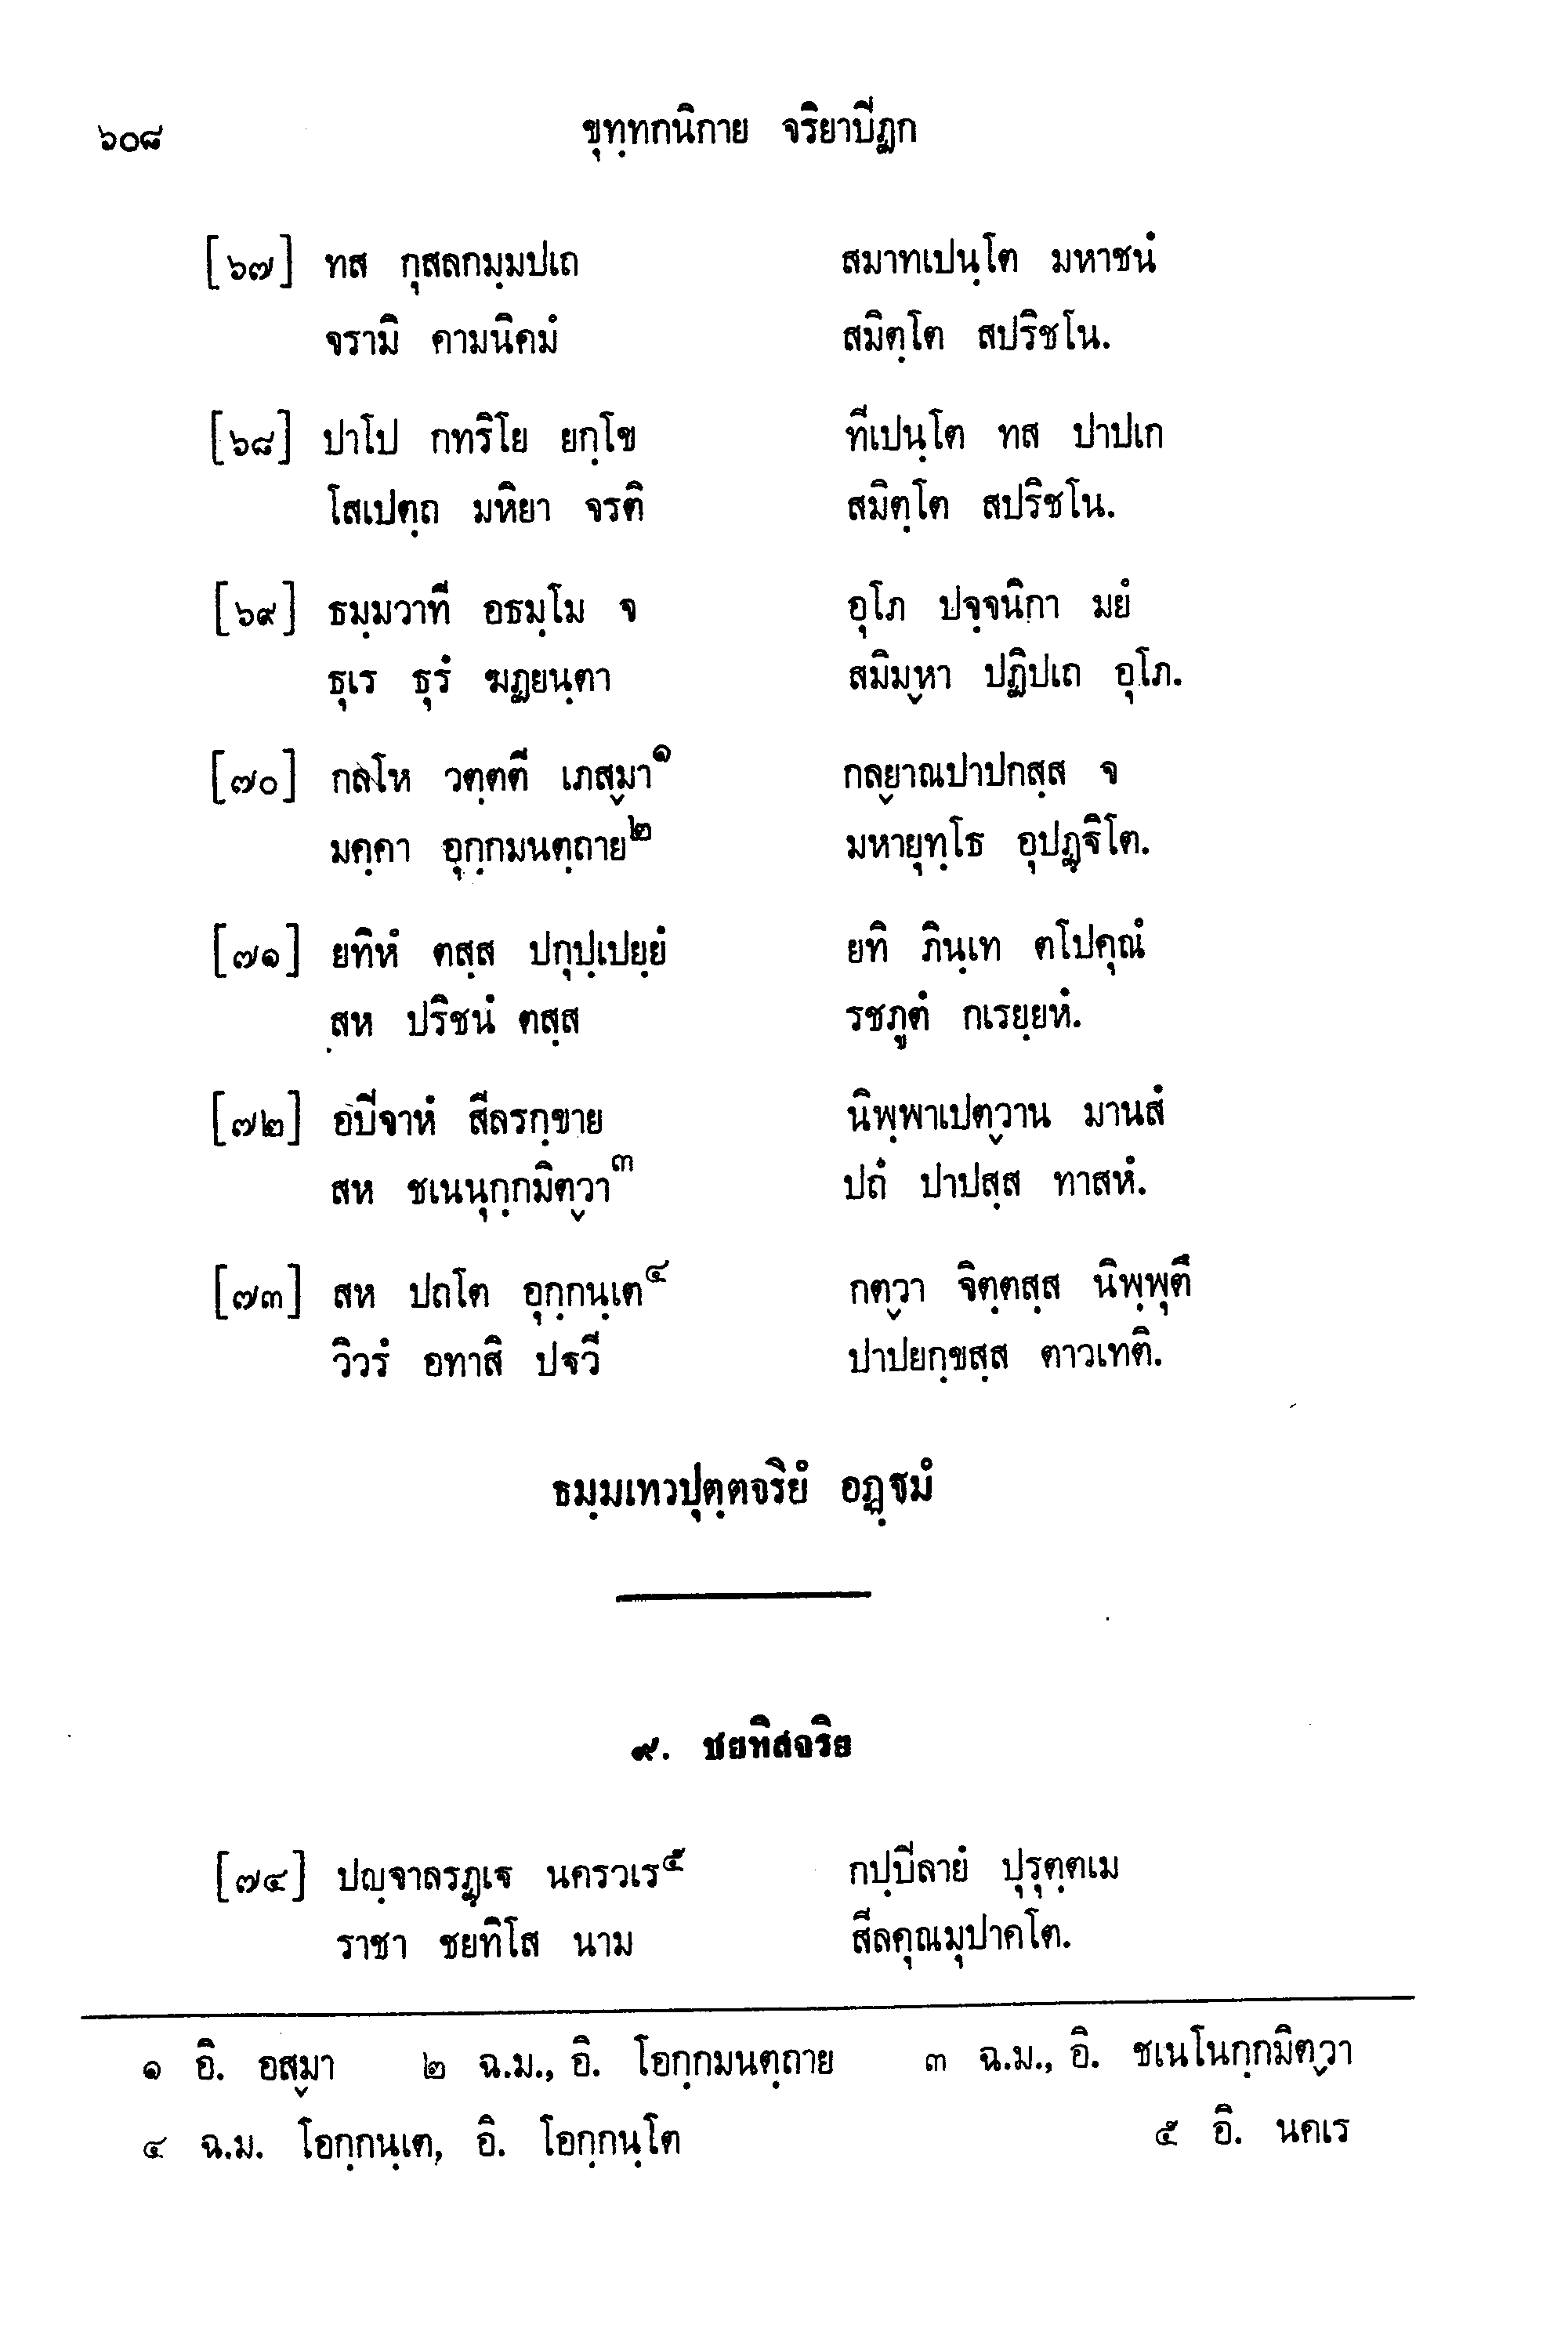 ๖๐๘ ขุทฺทกนิกาย จริยาปิฏก
[๖๗] ทส กุสลกมฺมปเถ สมาทเปนฺโต มหาชนํ
จรามิ คามนิคมํ สมิตฺโต สปริชโน.
[๖๘] ปาโป กทริโย ยกฺโข ทีเปนฺโต ทส ปาปเก
โสเปตฺถ มหิยา จรติ สมิตฺโต สปริชโน.
[๖๙] ธมฺมวาที อธมฺโม จ อุโภ ปจฺจนิกา มยํ
ธุเร ธุรํ ฆฏยนฺตา สมิมฺหา ปฏิปเถ อุโภ.
[๗๐] กลโห วตฺตตี เภสฺมา๑ กลฺยาณปาปกสฺส จ
มคฺคา อุกฺกมนตฺถาย๒ มหายุทฺโธ อุปฏฺฐิโต.
[๗๑] ยทิหํ ตสฺส ปกุปฺเปยฺยํ ยทิ ภินฺเท ตโปคุณํ
สห ปริชนํ ตสฺส รชภูตํ กเรยฺยหํ.
[๗๒] อปิจาหํ สีลรกฺขาย นิพฺพาเปตฺวาน มานสํ
สห ชเนนุกฺกมิตฺวา๓ ปถํ ปาปสฺส ทาสหํ.
[๗๓] สห ปถโต อุกฺกนฺเต๔ กตฺวา จิตฺตสฺส นิพฺพุตึ
วิวรํ อทาสิ ปฐวี ปาปยกฺขสฺส ตาวเทติ.
ธมฺมเทวปุตฺตจริยํ อฏฺฐมํ
๙. ชยทิสจริย
[๗๔] ปญฺจาลรฏฺเฐ นครวเร๕ กปฺปิลายํ ปุรุตฺตเม
ราชา ชยทิโส นาม สีลคุณมุปาคโต.
๑ อิ. อสฺมา ๒ ฉ.ม., อิ. โอกฺกมนตฺถาย ๓ ฉ.ม., อิ. ชเนโนกฺกมิตฺวา
๔ ฉ.ม. โอกฺกนฺเต, อิ. โอกฺกนฺโต ๕ อิ. นคเร